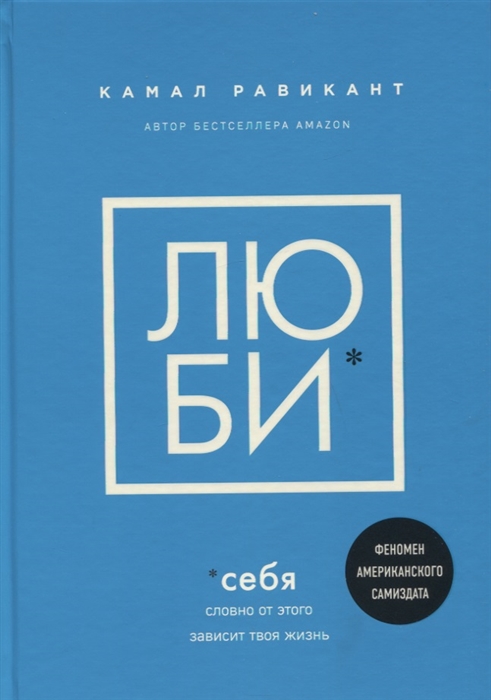 КАМАЛ РАВИКАНТ
АВТОР БЕСТСЕЛЛЕРА AMAZON
ЛЮ
БИ*
*себя
словно от этого
зависит твоя жизнь
ФЕНОМЕН
АМЕРИКАНСКОГО
САМИЗДАТА